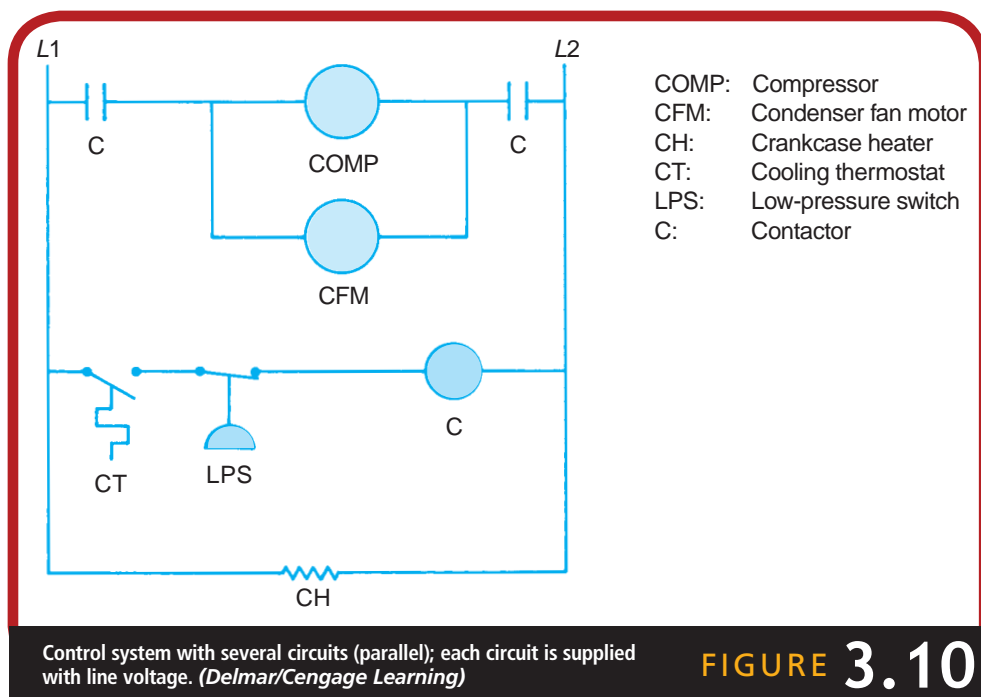 L1
L2
C
COMP
C
CFM
CT
LPS
C
CH
COMP: Compressor
CFM: Condenser fan motor
CH: Crankcase heater
CT: Cooling thermostat
LPS: Low-pressure switch
C: Contactor
Control system with several circuits (parallel); each circuit is supplied
with line voltage. (Delmar/Cengage Learning)
FIGURE 3.10